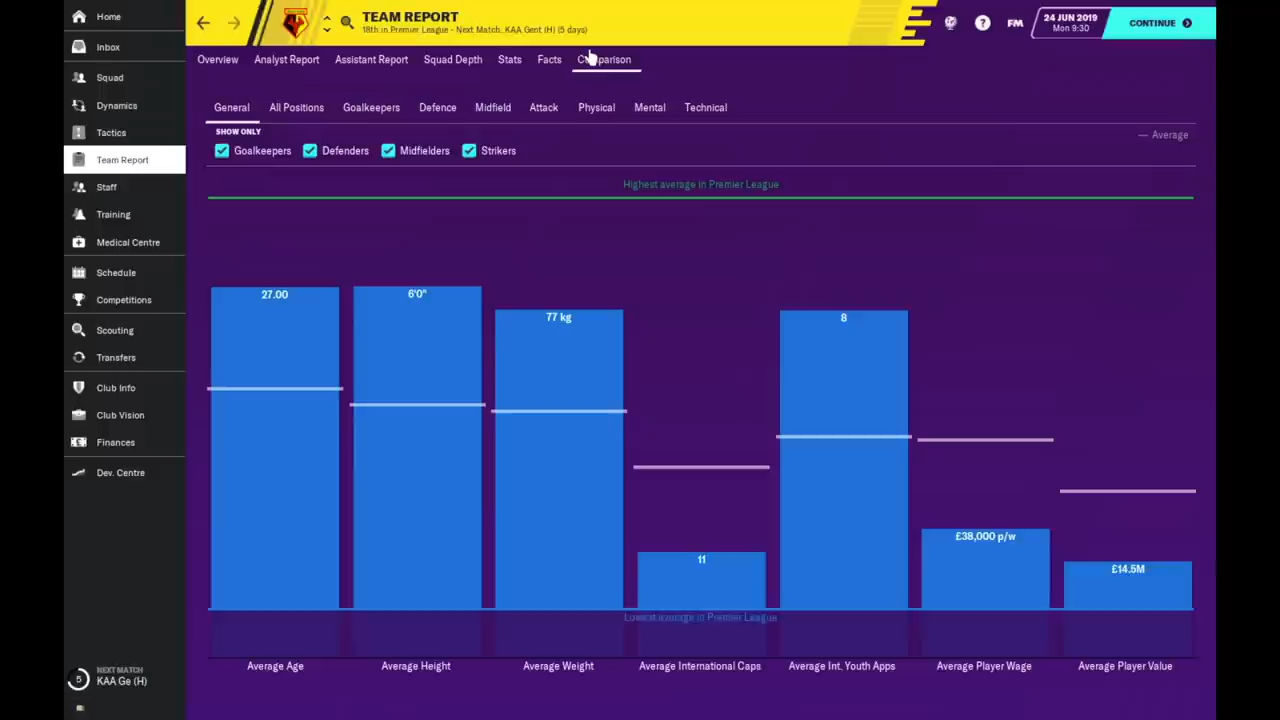 Home
Inbox
Squad
Dynamics
Tactics
Team Report
Staff
Training
Medical Centre
Schedule
Competitions
Scouting
Transfers
Club Info
Club Vision
Finances
Dev. Centre
5
NEXT MATCH
KAA Ge (H)
TEAM REPORT
18th in Premier League - Next Match, KAA Gent (H) (5 days)
?
FM
24 JUN 2019
Mon 9:30
CONTINUE
Overview Analyst Report Assistant Report Squad Depth Stats Facts Comparison
General All Positions Goalkeepers Defence Midfield Attack Physical Mental Technical
SHOW ONLY
Goalkeepers Defenders Midfielders Strikers
— Average
Highest average in Premier League
27.00 6'0" 77 kg 11 8 £38,000 p/w £14.5M
Lowest average in Premier League
Average Age Average Height Average Weight Average International Caps Average Int. Youth Apps Average Player Wage Average Player Value